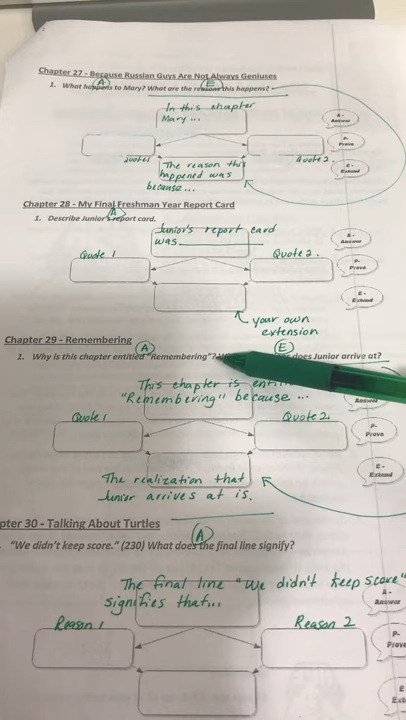 Chapter 27 - Because Russian Guys Are Not Always Geniuses
A E
1. What happens to Mary? What are the reasons this happens?
In this chapter
Mary ...
A-
Answer
P-
Prove
quote 1
Quote 2.
The reason this
happened was
because ...
E-
Extend
Chapter 28 - My Final Freshman Year Report Card
A
1. Describe Junior's report card.
Junior's report card
was
A-
Answer
Quote 1
Quote 2.
P-
Prove
E-
Extend
your own
extension
Chapter 29 - Remembering
A E
1. Why is this chapter entitled "Remembering"? does Junior arrive at?
This chapter is
"Remembering" because ...
Answer
Quote 1
Quote 2
P-
Prove
The realization that
Junior arrives at is.
E-
Extend
pter 30 - Talking About Turtles
A
"We didn't keep score." (230) What does the final line signify?
The final line "We didn't keep score"
signifies that...
A-
Answer
Reason 1
Reason 2
P-
Prove
E